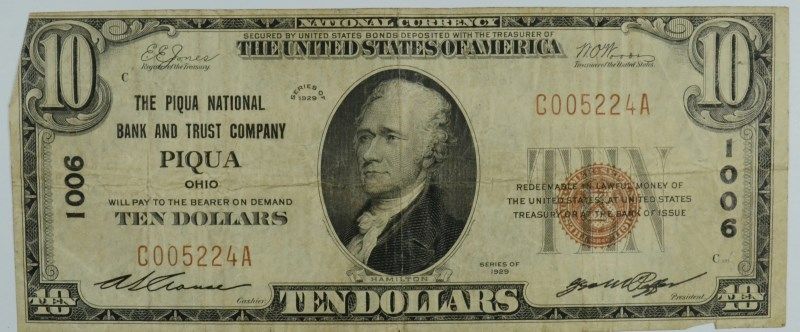 NATIONAL CURRENCY
SECURED BY UNITED STATES BONDS DEPOSITED WITH THE TREASURER OF
THE UNITED STATES OF AMERICA
10
10
E.E. Jones
Register of the Treasury
W.O. Woods
Treasurer of the United States
C
THE PIQUA NATIONAL
BANK AND TRUST COMPANY
PIQUA
OHIO
WILL PAY TO THE BEARER ON DEMAND
TEN DOLLARS
1006
C005224A
SERIES OF
1929
HAMILTON
SERIES OF
1929
C005224A
TEN
REDEEMABLE IN LAWFUL MONEY OF
THE UNITED STATES AT UNITED STATES
TREASURY OR AT THE BANK OF ISSUE
1006
C
Cashier
President
10
TEN DOLLARS
10